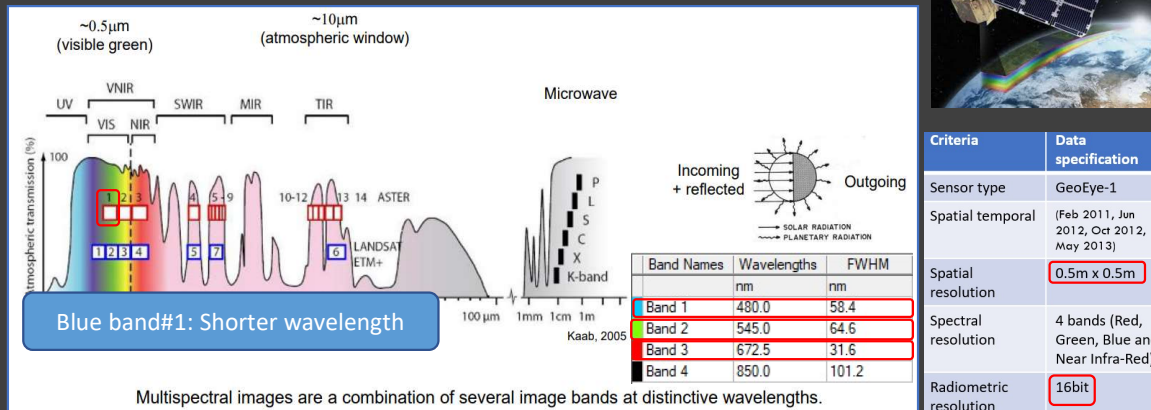 ~0.5μm
(visible green)
~10μm
(atmospheric window)
VNIR
UV
SWIR
MIR
TIR
VIS
NIR
Microwave
Atmospheric transmission (%)
100
1 2 3
4
5 - 9
10-12
13 14 ASTER
1 2 3 4
5
7
6
LANDSAT
ETM+
P
L
S
C
X
K-band
100 μm
1mm 1cm 1m
Kaab, 2005
Incoming
+ reflected
Outgoing
SOLAR RADIATION
PLANETARY RADIATION
Blue band#1: Shorter wavelength
Band Names Wavelengths FWHM
nm nm
Band 1 480.0 58.4
Band 2 545.0 64.6
Band 3 672.5 31.6
Band 4 850.0 101.2
Multispectral images are a combination of several image bands at distinctive wavelengths.
Criteria Data
specification
Sensor type GeoEye-1
Spatial temporal (Feb 2011, Jun
2012, Oct 2012,
May 2013)
Spatial
resolution
0.5m x 0.5m
Spectral
resolution
4 bands (Red,
Green, Blue an
Near Infra-Red)
Radiometric
resolution
16bit